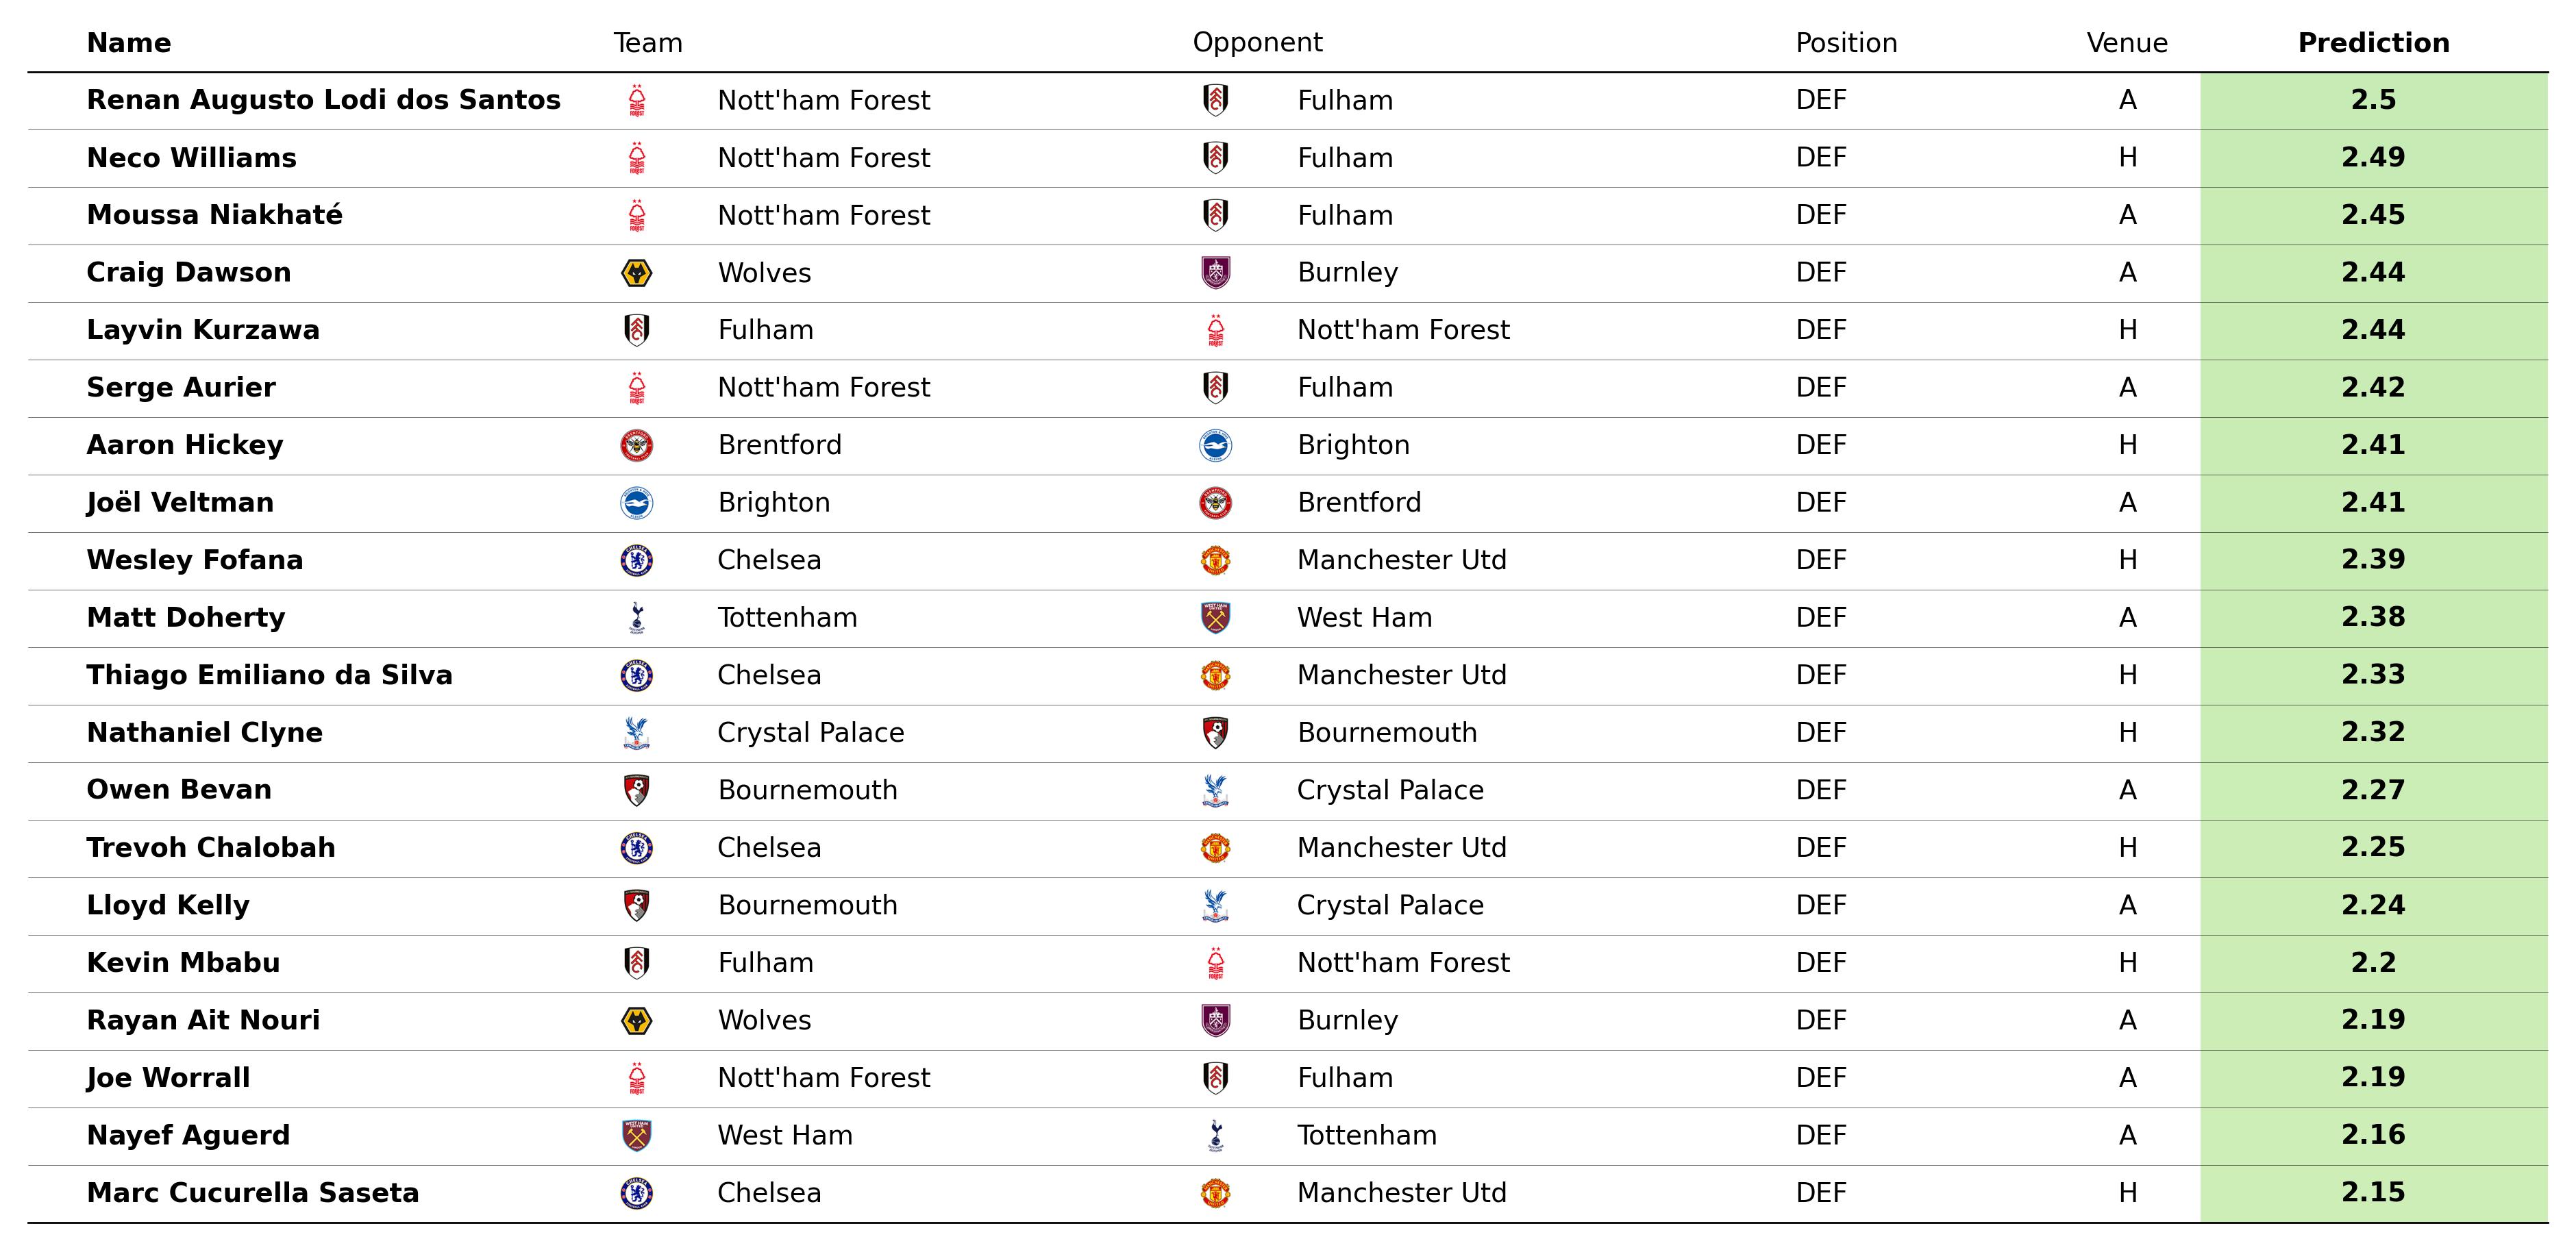 Name Team Opponent Position Venue Prediction
Renan Augusto Lodi dos Santos Nott'ham Forest Fulham DEF A 2.5
Neco Williams Nott'ham Forest Fulham DEF H 2.49
Moussa Niakhaté Nott'ham Forest Fulham DEF A 2.45
Craig Dawson Wolves Burnley DEF A 2.44
Layvin Kurzawa Fulham Nott'ham Forest DEF H 2.44
Serge Aurier Nott'ham Forest Fulham DEF A 2.42
Aaron Hickey Brentford Brighton DEF H 2.41
Joël Veltman Brighton Brentford DEF A 2.41
Wesley Fofana Chelsea Manchester Utd DEF H 2.39
Matt Doherty Tottenham West Ham DEF A 2.38
Thiago Emiliano da Silva Chelsea Manchester Utd DEF H 2.33
Nathaniel Clyne Crystal Palace Bournemouth DEF H 2.32
Owen Bevan Bournemouth Crystal Palace DEF A 2.27
Trevoh Chalobah Chelsea Manchester Utd DEF H 2.25
Lloyd Kelly Bournemouth Crystal Palace DEF A 2.24
Kevin Mbabu Fulham Nott'ham Forest DEF H 2.2
Rayan Ait Nouri Wolves Burnley DEF A 2.19
Joe Worrall Nott'ham Forest Fulham DEF A 2.19
Nayef Aguerd West Ham Tottenham DEF A 2.16
Marc Cucurella Saseta Chelsea Manchester Utd DEF H 2.15